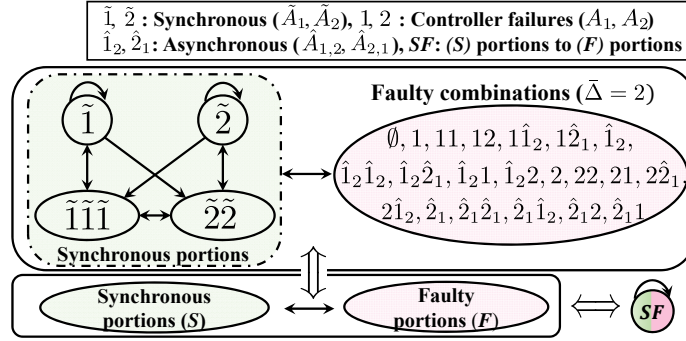 1̃, 2̃ : Synchronous (Ã₁, Ã₂), 1, 2 : Controller failures (A₁, A₂)
1̂₂, 2̂₁: Asynchronous (Â₁,₂, Â₂,₁), SF: (S) portions to (F) portions
Faulty combinations (Δ̄ = 2)
1̃
2̃
1̃1̃1̃
2̃2̃
Synchronous portions
∅, 1, 11, 12, 11̂₂, 12̂₁, 1̂₂,
1̂₂1̂₂, 1̂₂2̂₁, 1̂₂1, 1̂₂2, 2, 22, 21, 22̂₁,
21̂₂, 2̂₁, 2̂₁2̂₁, 2̂₁1̂₂, 2̂₁2, 2̂₁1
Synchronous
portions (S)
Faulty
portions (F)
SF